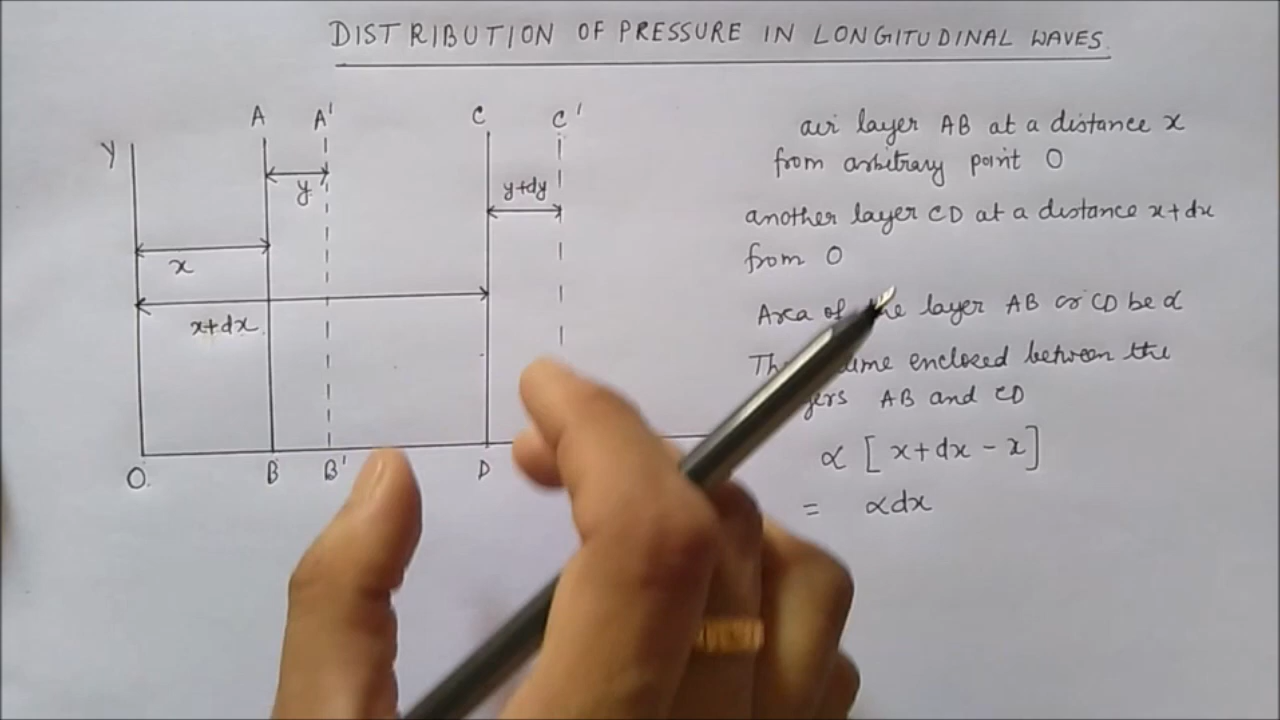 DISTRIBUTION OF PRESSURE IN LONGITUDINAL WAVES.
A A' C C'
Y
y
y+dy
x
x+dx
O B B' D
air layer AB at a distance x
from arbitrary point O
another layer CD at a distance x+dx
from O
Area of layer AB or CD be α
enclosed between the
AB and CD
α [x+dx - x]
= αdx